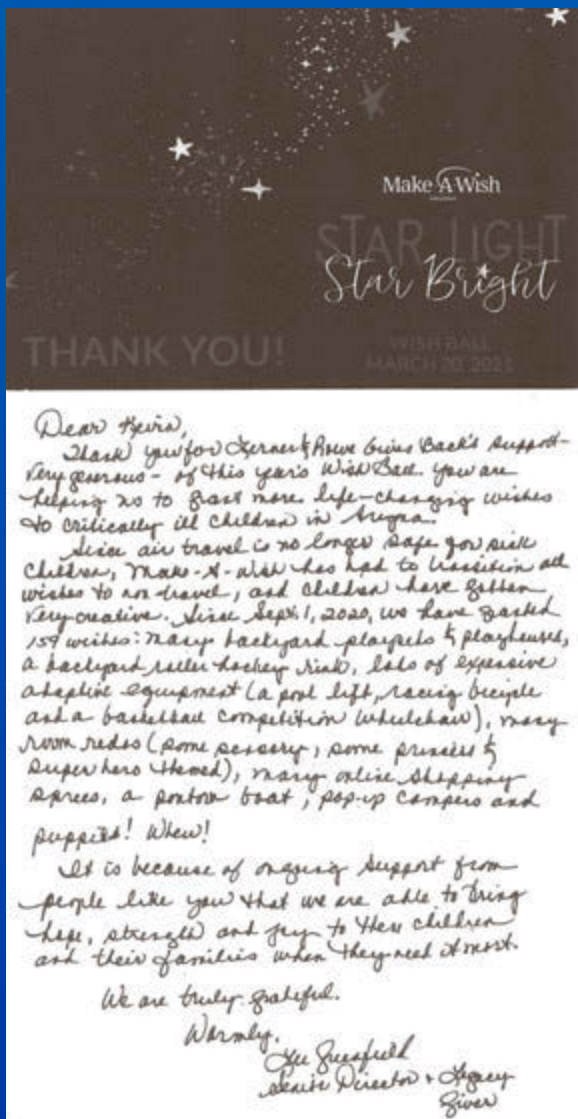 Make A Wish
STAR LIGHT
Star Bright
THANK YOU!
WISH BALL
MARCH 20, 2021
Dear Kevin,
Thank you for Lerner & Rowe Gives Back's support-
very generous - of this year's Wish Ball. You are
helping us to grant more life-changing wishes
to critically ill children in Arizona.
Since air travel is no longer safe for sick
children, Make-A-Wish has had to transition all
wishes to non travel, and children have gotten
very creative. Since Sept. 1, 2020, we have granted
159 wishes: many backyard playsets & playhouses,
a backyard roller hockey rink, lots of expensive
adaptive equipment (a pool lift, racing bicycle
and a basketball competition wheelchair), many
room redos (some sensory, some princess &
superhero themed), many online shopping
sprees, a pontoon boat, pop-up campers and
puppies! Whew!
It is because of ongoing support from
people like you that we are able to bring
hope, strength and joy to these children
and their families when they need it most.
We are truly grateful.
Warmly,
Greenfield
Senior Director + Legacy
Giver